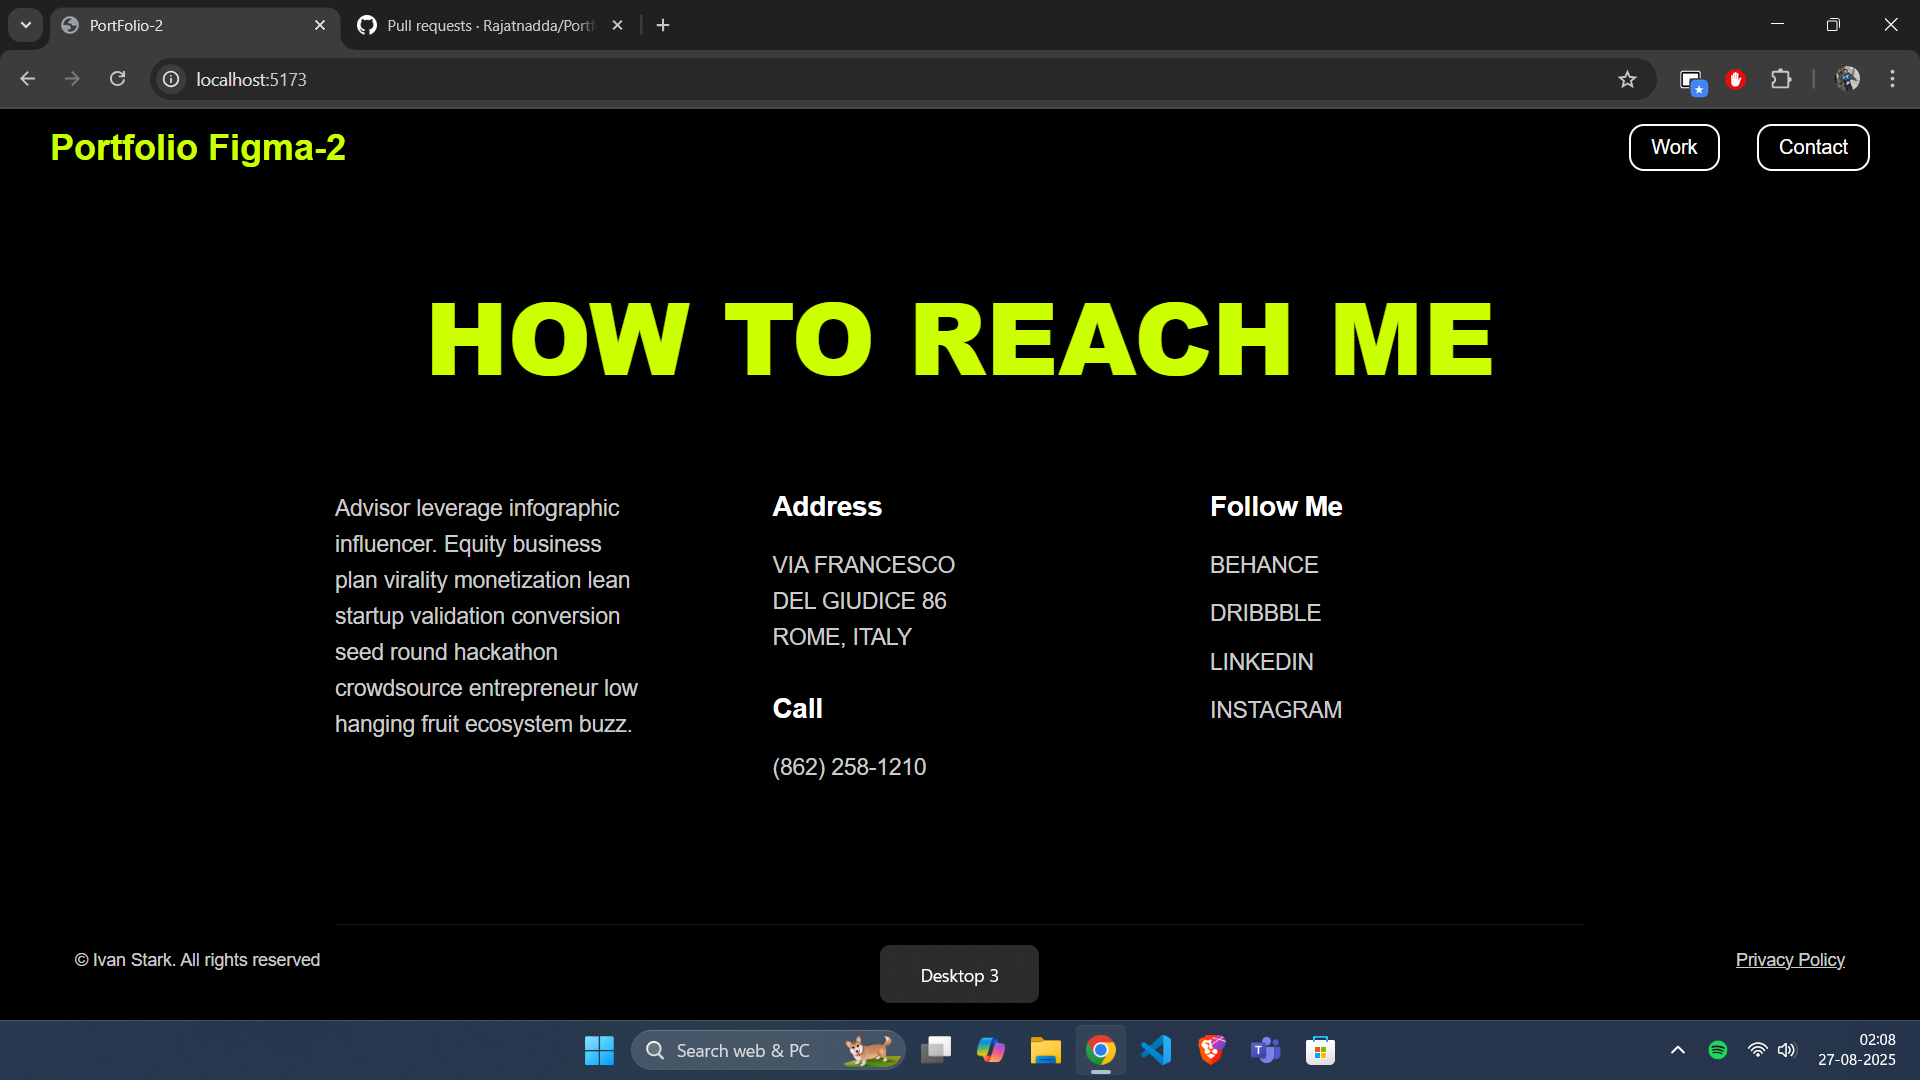 PortFolio-2
Pull requests · Rajatnadda/Portf
localhost:5173
Portfolio Figma-2
Work
Contact
HOW TO REACH ME
Advisor leverage infographic
influencer. Equity business
plan virality monetization lean
startup validation conversion
seed round hackathon
crowdsource entrepreneur low
hanging fruit ecosystem buzz.
Address
VIA FRANCESCO
DEL GIUDICE 86
ROME, ITALY
Call
(862) 258-1210
Follow Me
BEHANCE
DRIBBBLE
LINKEDIN
INSTAGRAM
© Ivan Stark. All rights reserved
Desktop 3
Privacy Policy
Search web & PC
02:08
27-08-2025